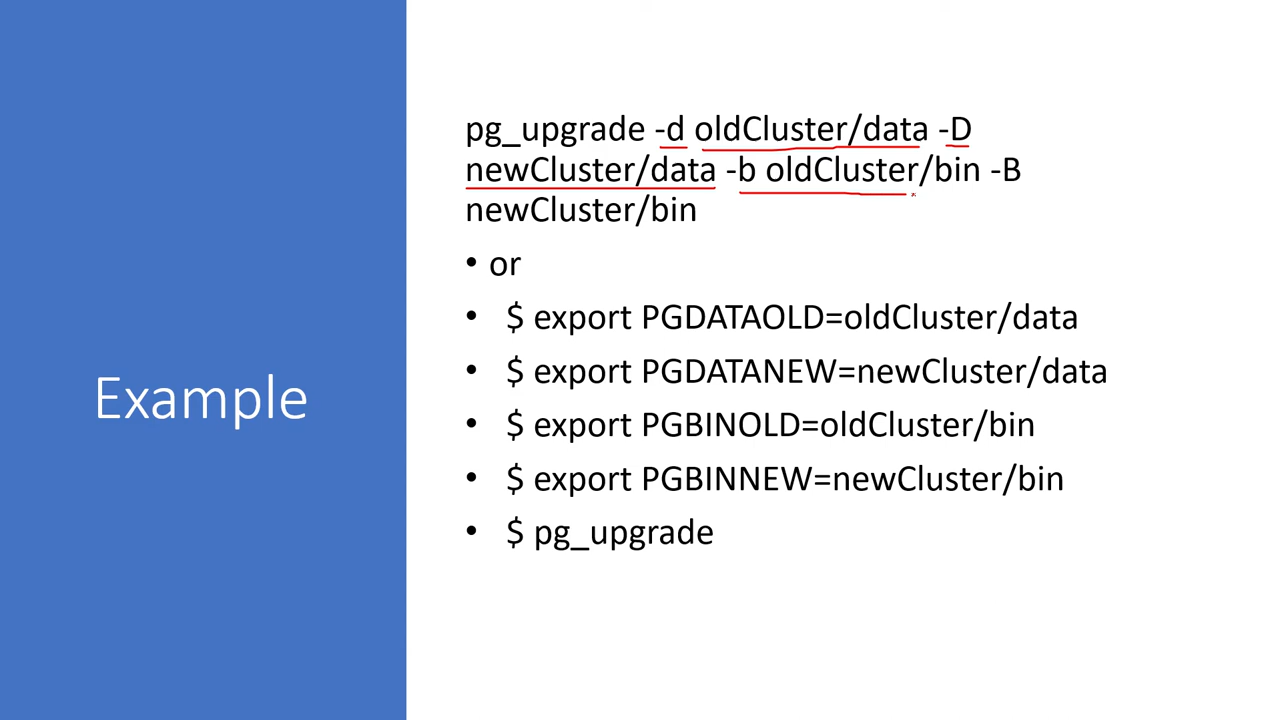 Example
pg_upgrade -d oldCluster/data -D
newCluster/data -b oldCluster/bin -B
newCluster/bin
• or
• $ export PGDATAOLD=oldCluster/data
• $ export PGDATANEW=newCluster/data
• $ export PGBINOLD=oldCluster/bin
• $ export PGBINNEW=newCluster/bin
• $ pg_upgrade